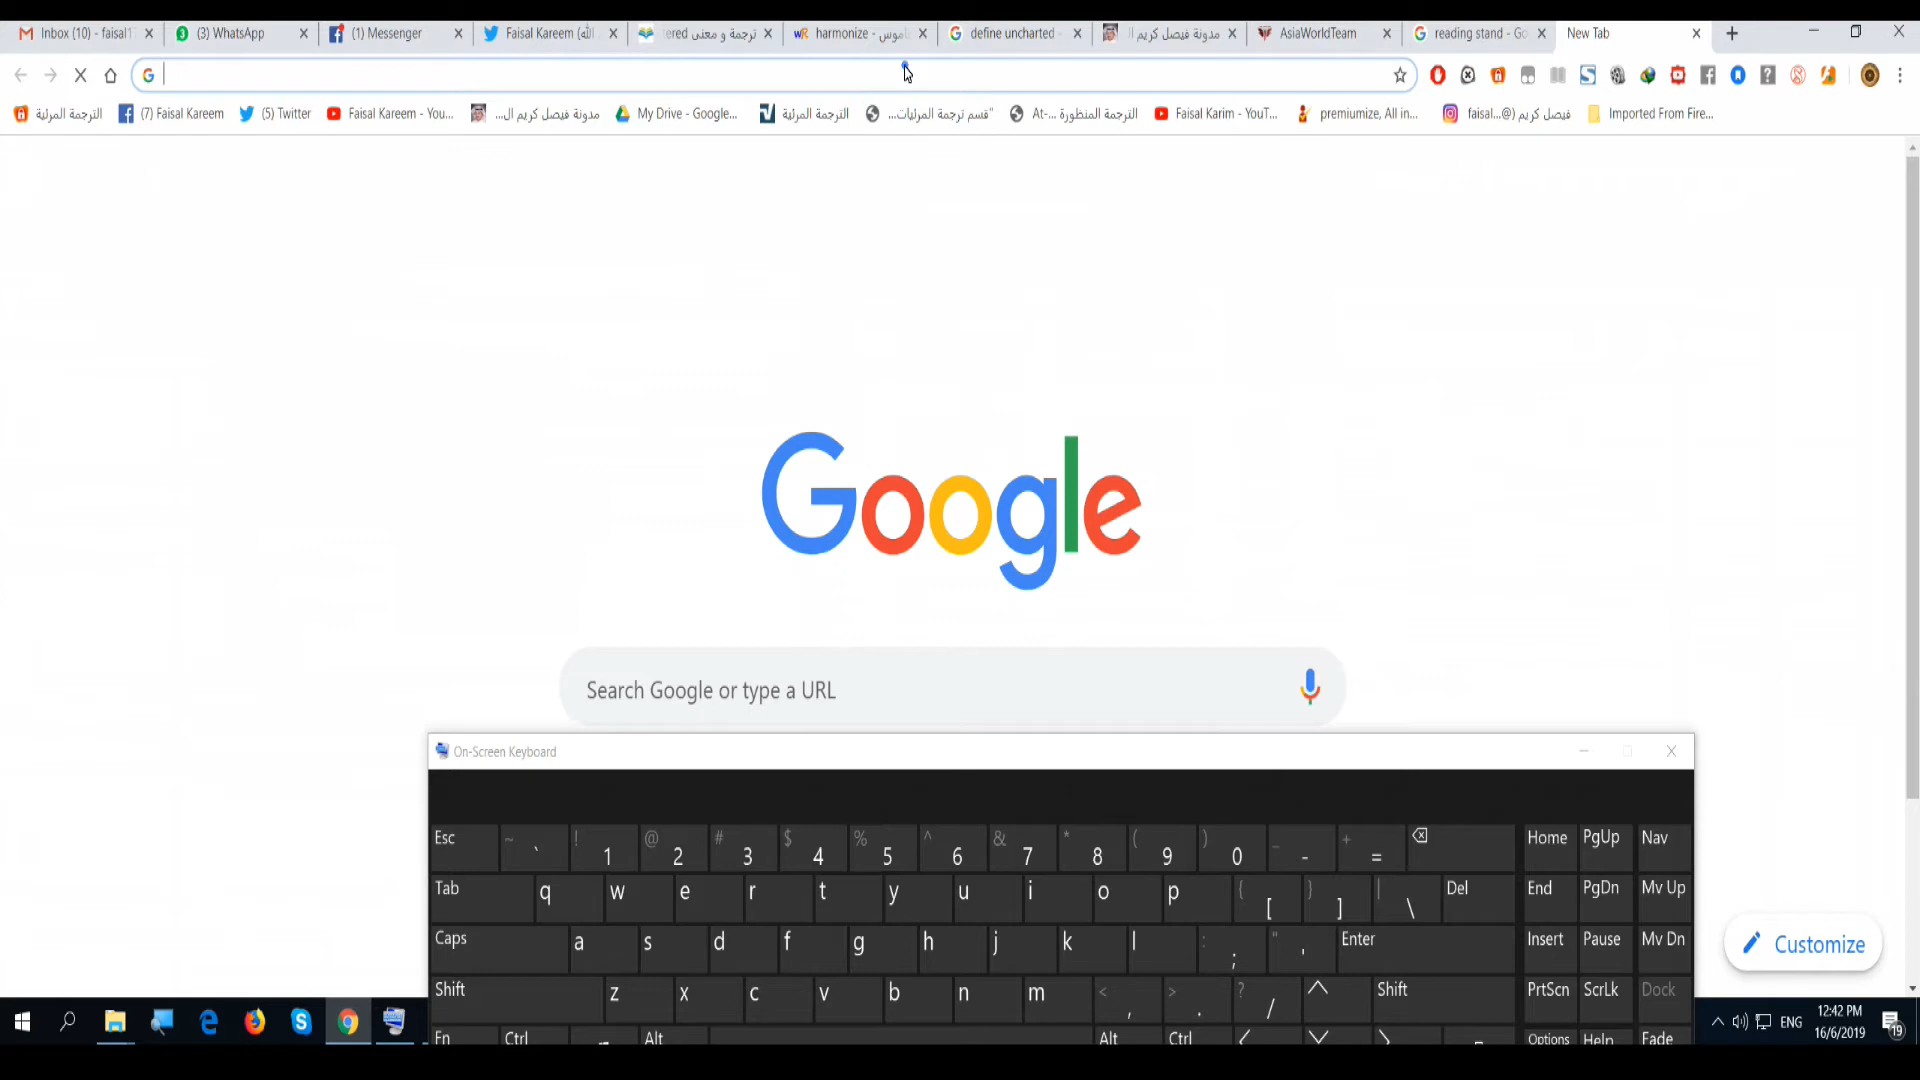 Inbox (10) - faisal1
(3) WhatsApp
(1) Messenger
Faisal Kareem (الله
ترجمة و معنى ered
harmonize - قاموس
define uncharted -
مدونة فيصل كريم ال
AsiaWorldTeam
reading stand - Go
New Tab
الترجمة المرئية
(7) Faisal Kareem
(5) Twitter
Faisal Kareem - You...
مدونة فيصل كريم ال...
My Drive - Google...
الترجمة المرئية
"قسم ترجمة المرئيات...
الترجمة المنظورة At-...
Faisal Karim - YouT...
premiumize, All in...
فيصل كريم (@faisal...
Imported From Fire...
Google
Search Google or type a URL
On-Screen Keyboard
Esc ~ ` ! 1 @ 2 # 3 $ 4 % 5 ^ 6 & 7 * 8 ( 9 ) 0 _ - + = Home PgUp Nav
Tab q w e r t y u i o p { [ } ] | \ Del End PgDn Mv Up
Caps a s d f g h j k l : ; " ' Enter Insert Pause Mv Dn
Shift z x c v b n m < , > . ? / Shift PrtScn ScrLk Dock
Fn Ctrl Alt Alt Ctrl Options Help Fade
Customize
ENG
12:42 PM
16/6/2019
19